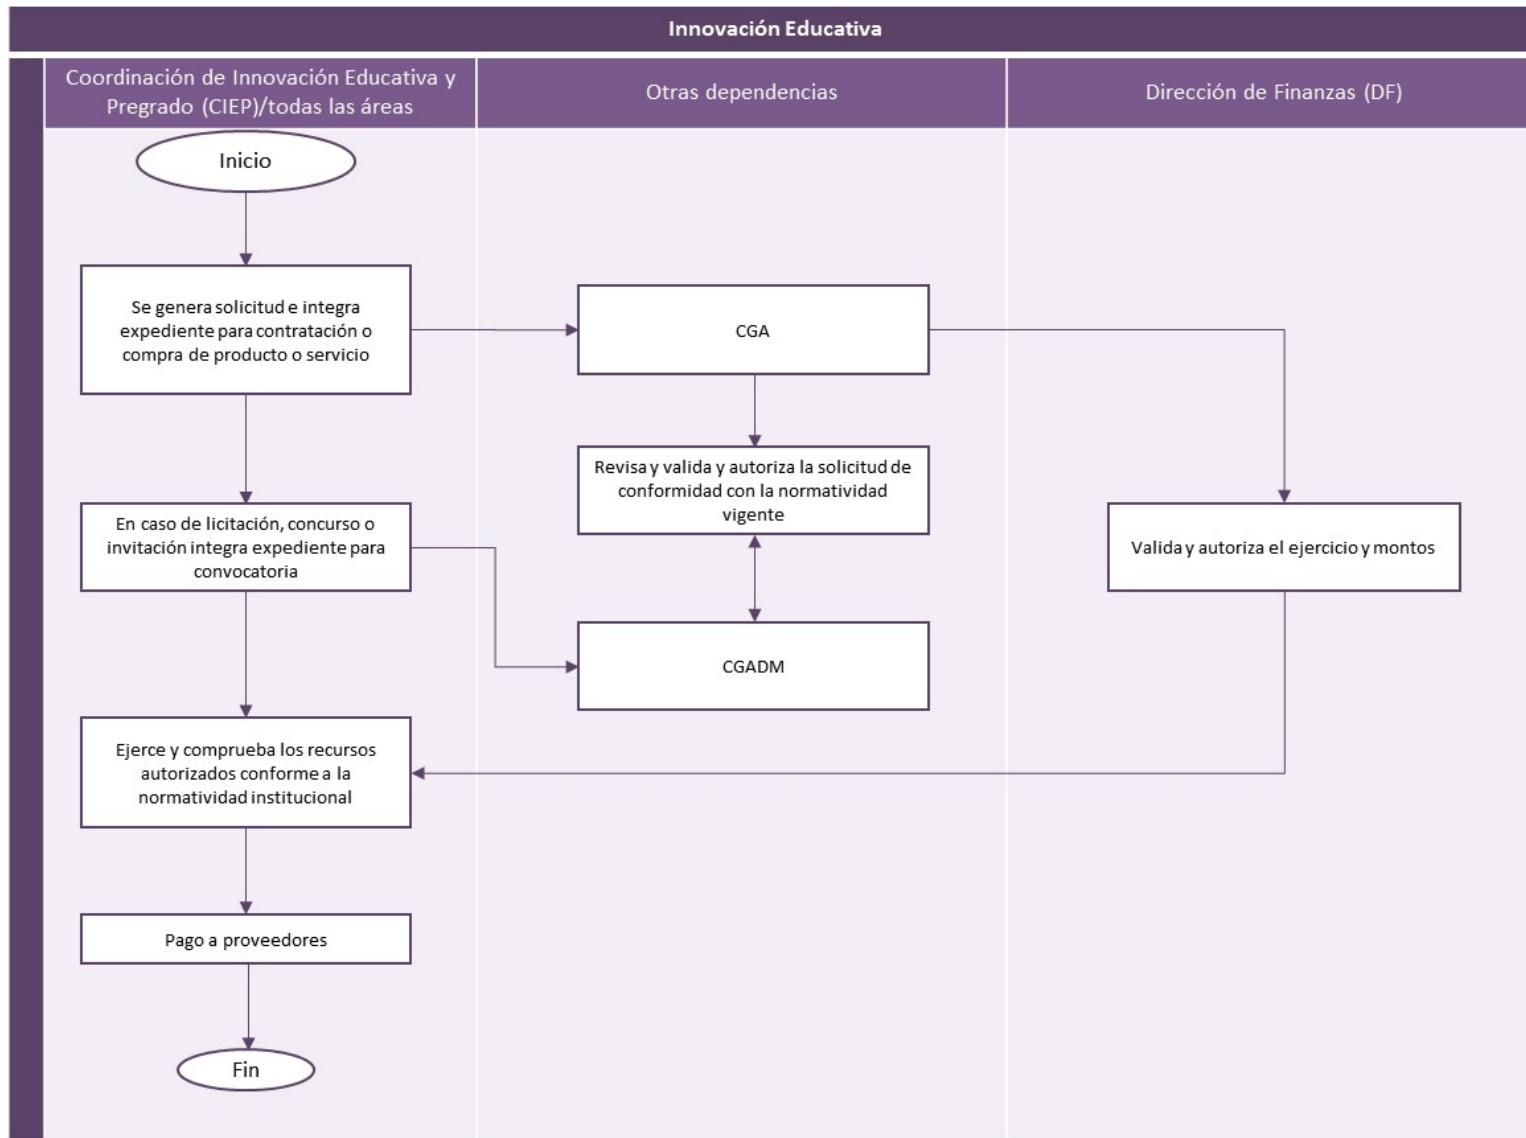 Innovación Educativa
Coordinación de Innovación Educativa y
Pregrado (CIEP)/todas las áreas
Otras dependencias
Dirección de Finanzas (DF)
Inicio
Se genera solicitud e integra
expediente para contratación o
compra de producto o servicio
CGA
Revisa y valida y autoriza la solicitud de
conformidad con la normatividad
vigente
En caso de licitación, concurso o
invitación integra expediente para
convocatoria
Valida y autoriza el ejercicio y montos
CGADM
Ejerce y comprueba los recursos
autorizados conforme a la
normatividad institucional
Pago a proveedores
Fin